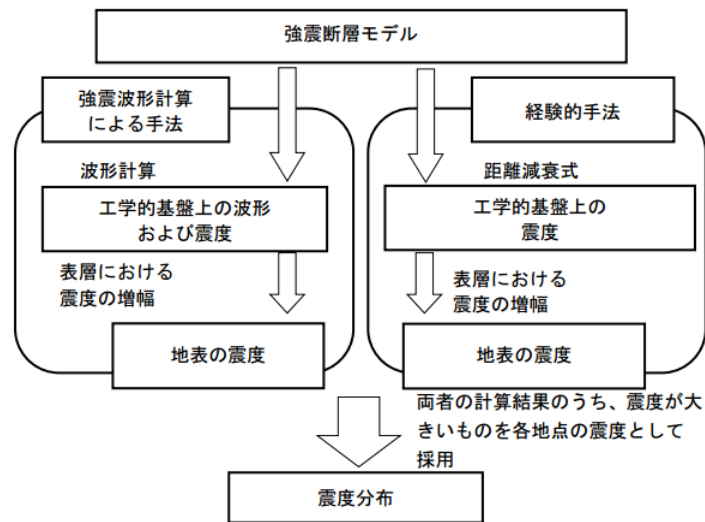 強震断層モデル
強震波形計算
による手法
経験的手法
波形計算
距離減衰式
工学的基盤上の波形
および震度
工学的基盤上の
震度
表層における
震度の増幅
表層における
震度の増幅
地表の震度
地表の震度
両者の計算結果のうち、震度が大
きいものを各地点の震度として
採用
震度分布